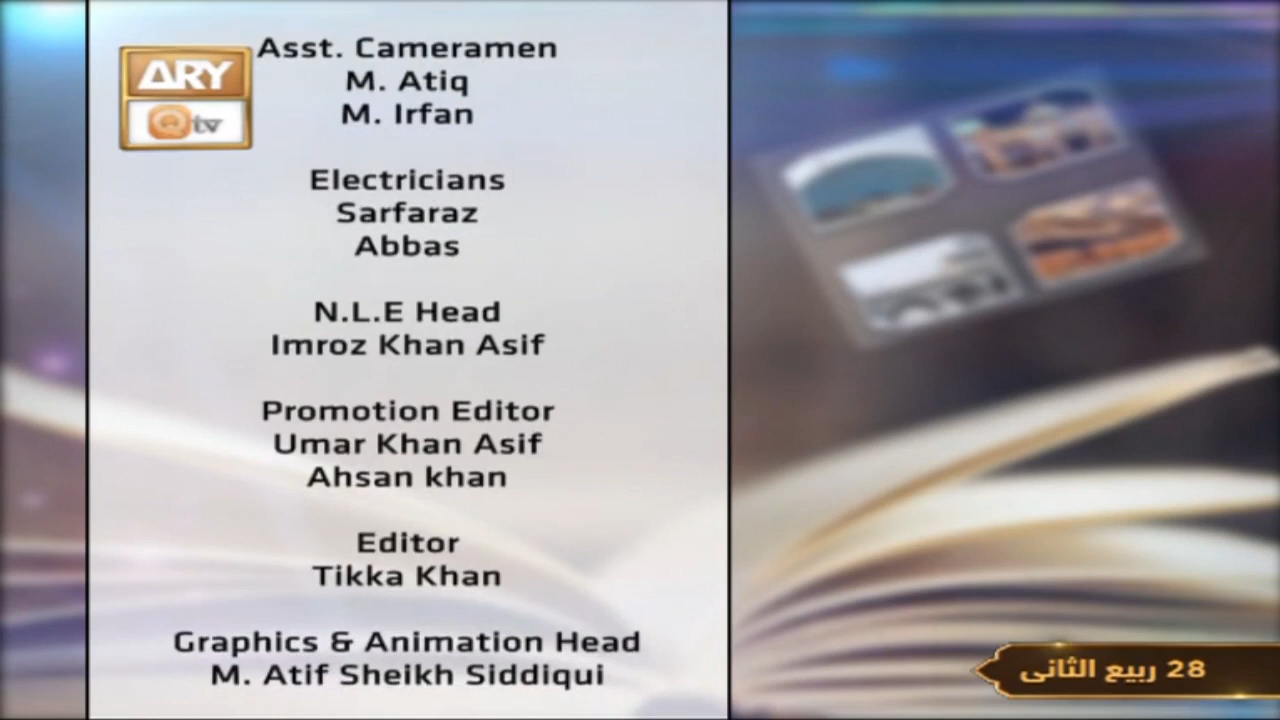 ARY
Qtv
Asst. Cameramen
M. Atiq
M. Irfan
Electricians
Sarfaraz
Abbas
N.L.E Head
Imroz Khan Asif
Promotion Editor
Umar Khan Asif
Ahsan khan
Editor
Tikka Khan
Graphics & Animation Head
M. Atif Sheikh Siddiqui
28 ربیع الثانی